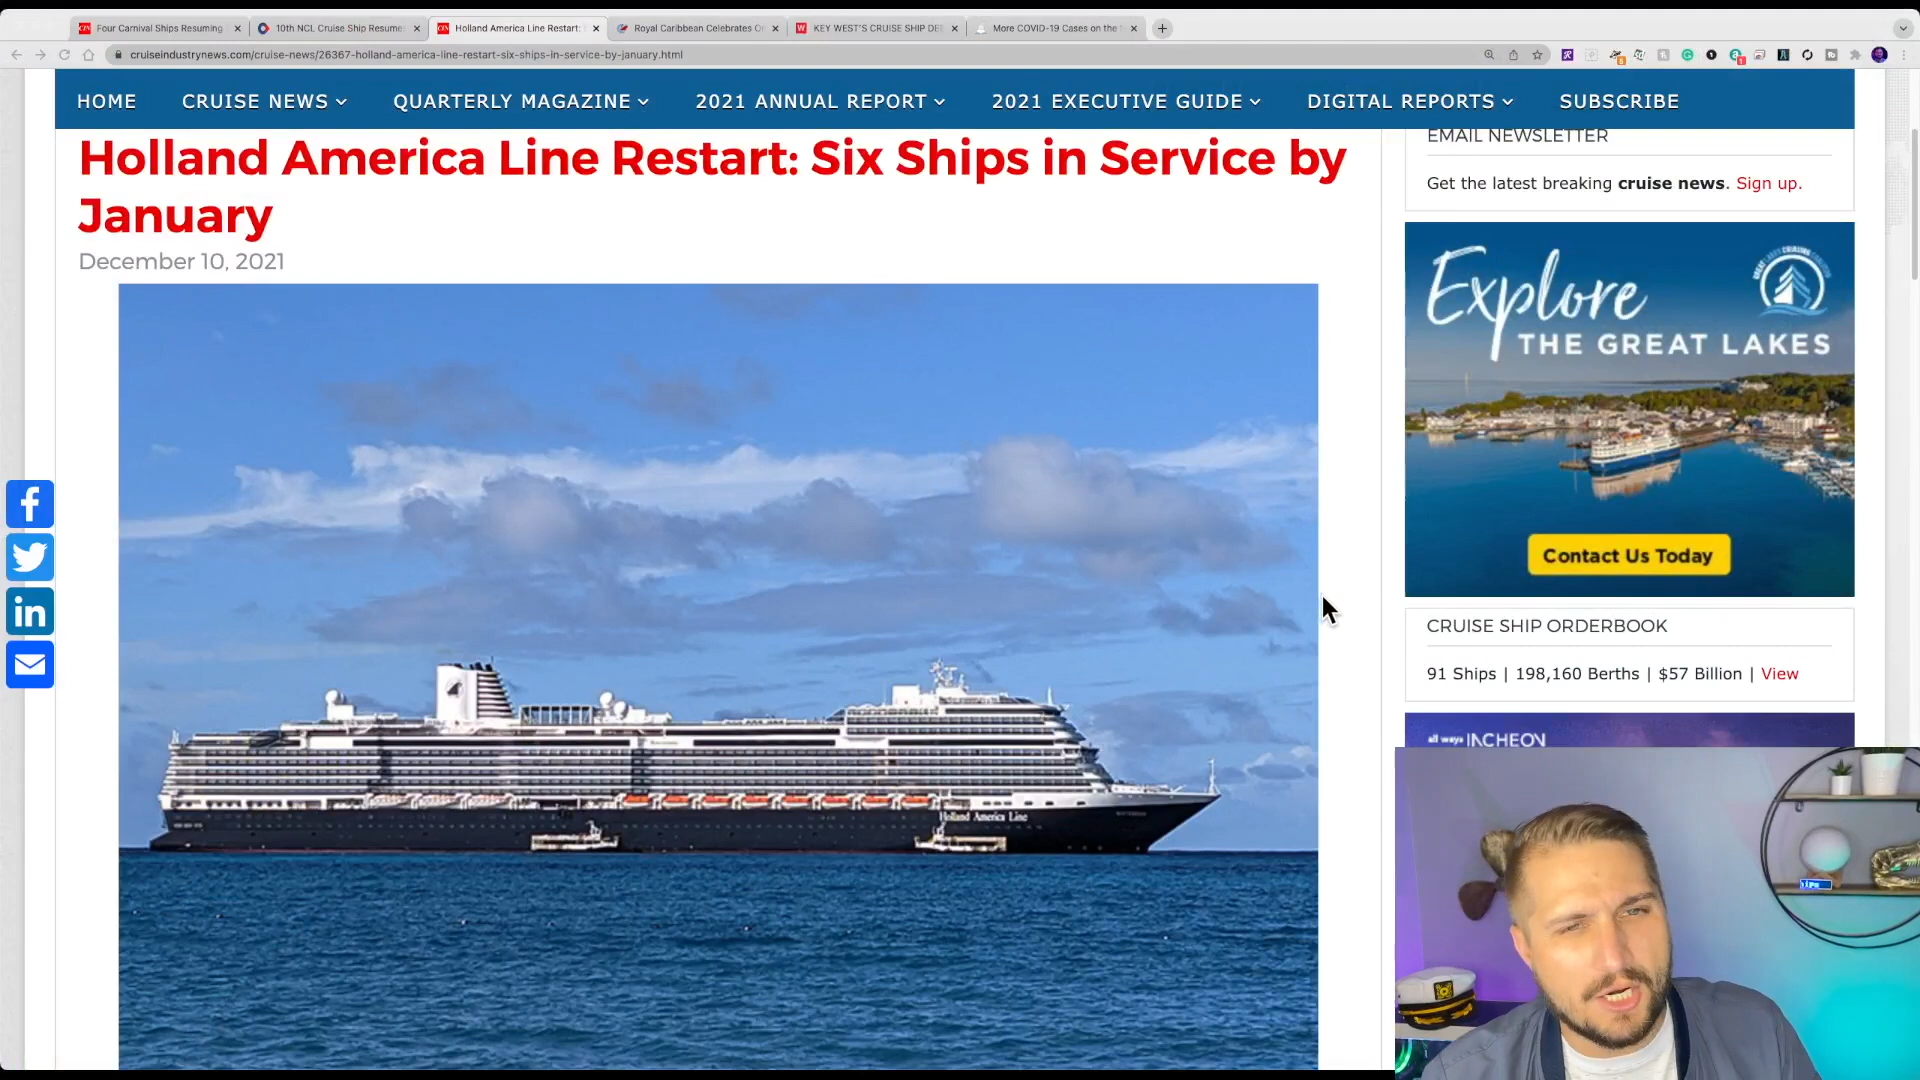 Four Carnival Ships Resuming
10th NCL Cruise Ship Resume
Holland America Line Restart:
Royal Caribbean Celebrates O
KEY WEST'S CRUISE SHIP DE
More COVID-19 Cases on the
cruiseindustrynews.com/cruise-news/26367-holland-america-line-restart-six-ships-in-service-by-january.html
HOME
CRUISE NEWS
QUARTERLY MAGAZINE
2021 ANNUAL REPORT
2021 EXECUTIVE GUIDE
DIGITAL REPORTS
SUBSCRIBE
Holland America Line Restart: Six Ships in Service by
January
December 10, 2021
Holland America Line
EMAIL NEWSLETTER
Get the latest breaking cruise news. Sign up.
Explore
THE GREAT LAKES
Contact Us Today
CRUISE SHIP ORDERBOOK
91 Ships | 198,160 Berths | $57 Billion | View
all ways INCHEON